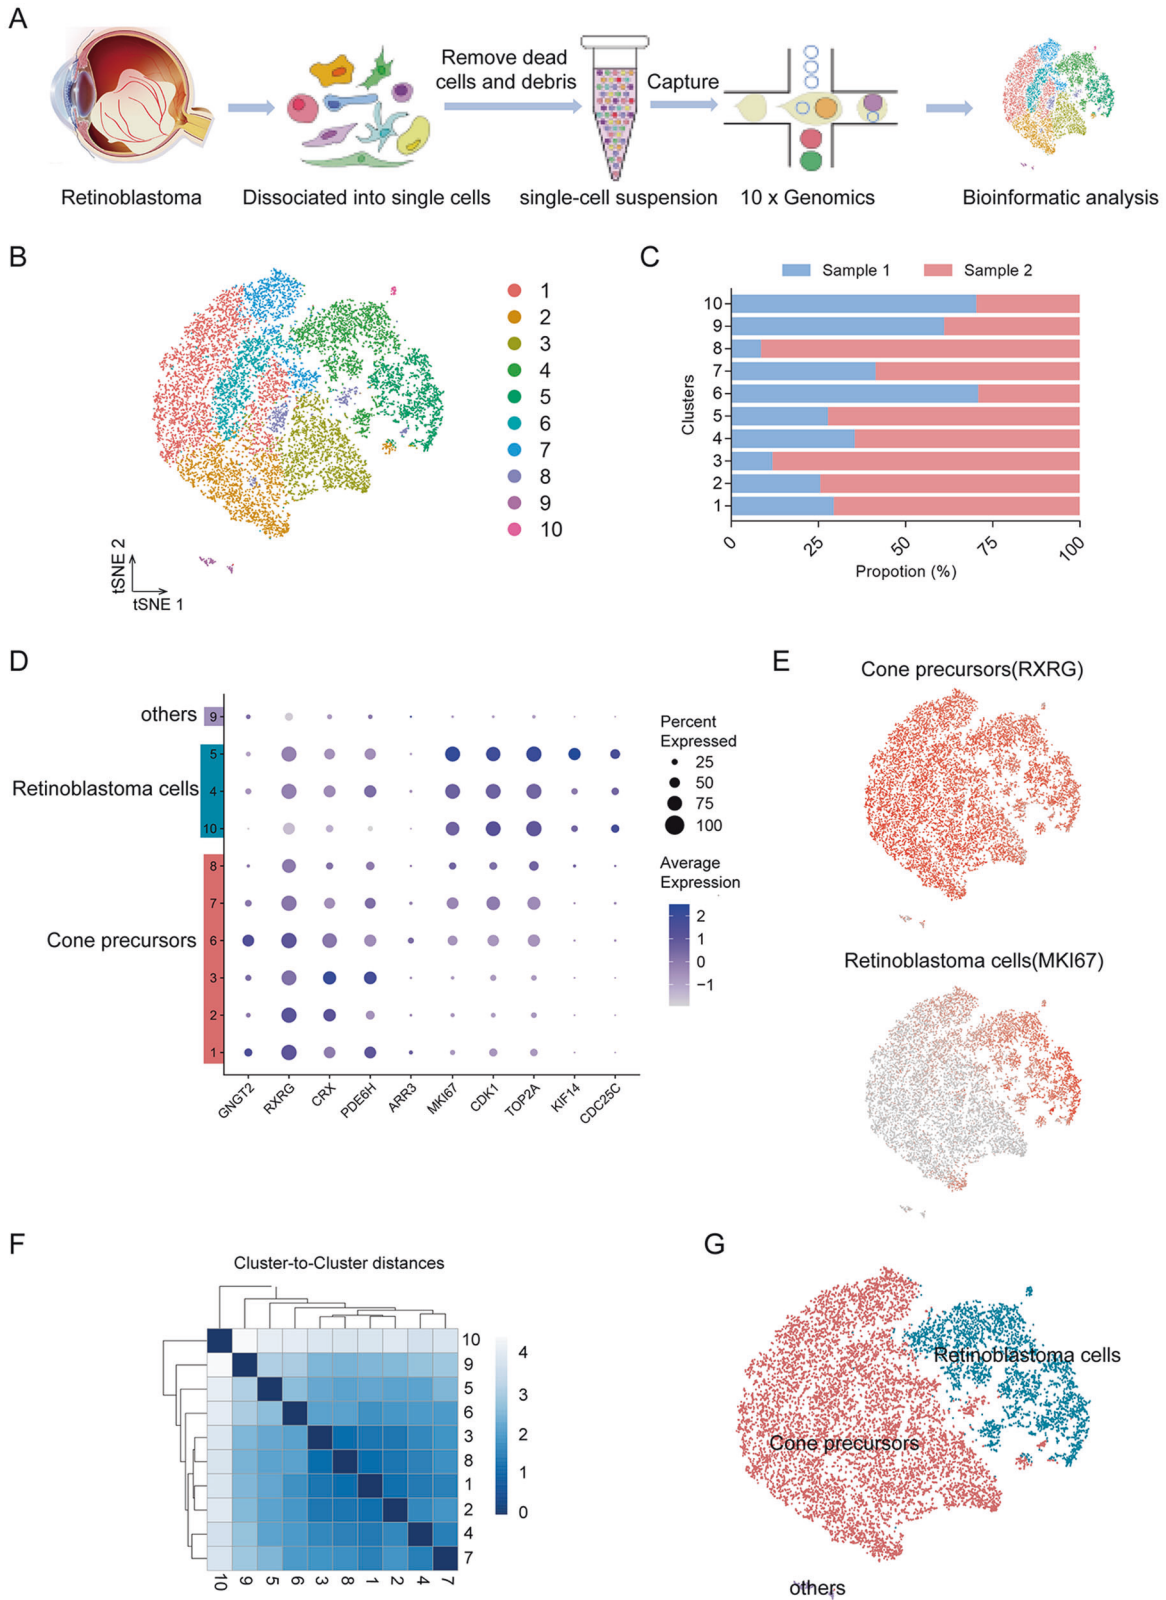 A
Remove dead
cells and debris
Capture
Retinoblastoma
Dissociated into single cells
single-cell suspension
10 x Genomics
Bioinformatic analysis
B
1
2
3
4
5
6
7
8
9
10
tSNE 2
tSNE 1
C
Sample 1
Sample 2
Clusters
10
9
8
7
6
5
4
3
2
1
0
25
50
75
100
Propotion (%)
D
others
Retinoblastoma cells
Cone precursors
9
5
4
10
8
7
6
3
2
1
GNGT2
RXRG
CRX
PDE6H
ARR3
MKI67
CDK1
TOP2A
KIF14
CDC25C
Percent
Expressed
25
50
75
100
Average
Expression
2
1
0
−1
E
Cone precursors(RXRG)
Retinoblastoma cells(MKI67)
F
Cluster-to-Cluster distances
10
9
5
6
3
8
1
2
4
7
10
9
5
6
3
8
1
2
4
7
4
3
2
1
0
G
Retinoblastoma cells
Cone precursors
others